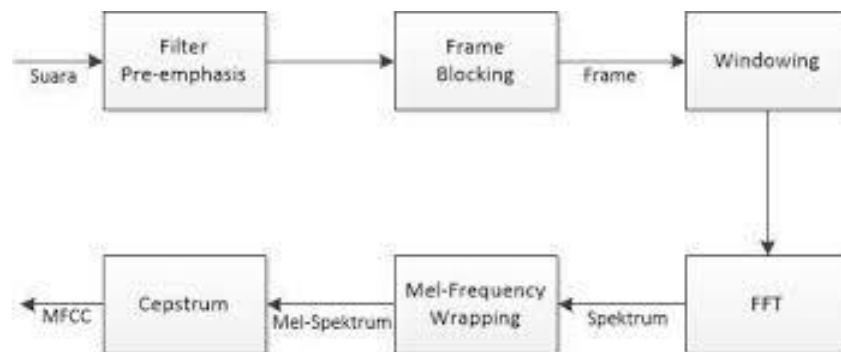 Suara
Filter
Pre-emphasis
Frame
Blocking
Frame
Windowing
FFT
Spektrum
Mel-Frequency
Wrapping
Mel-Spektrum
Cepstrum
MFCC